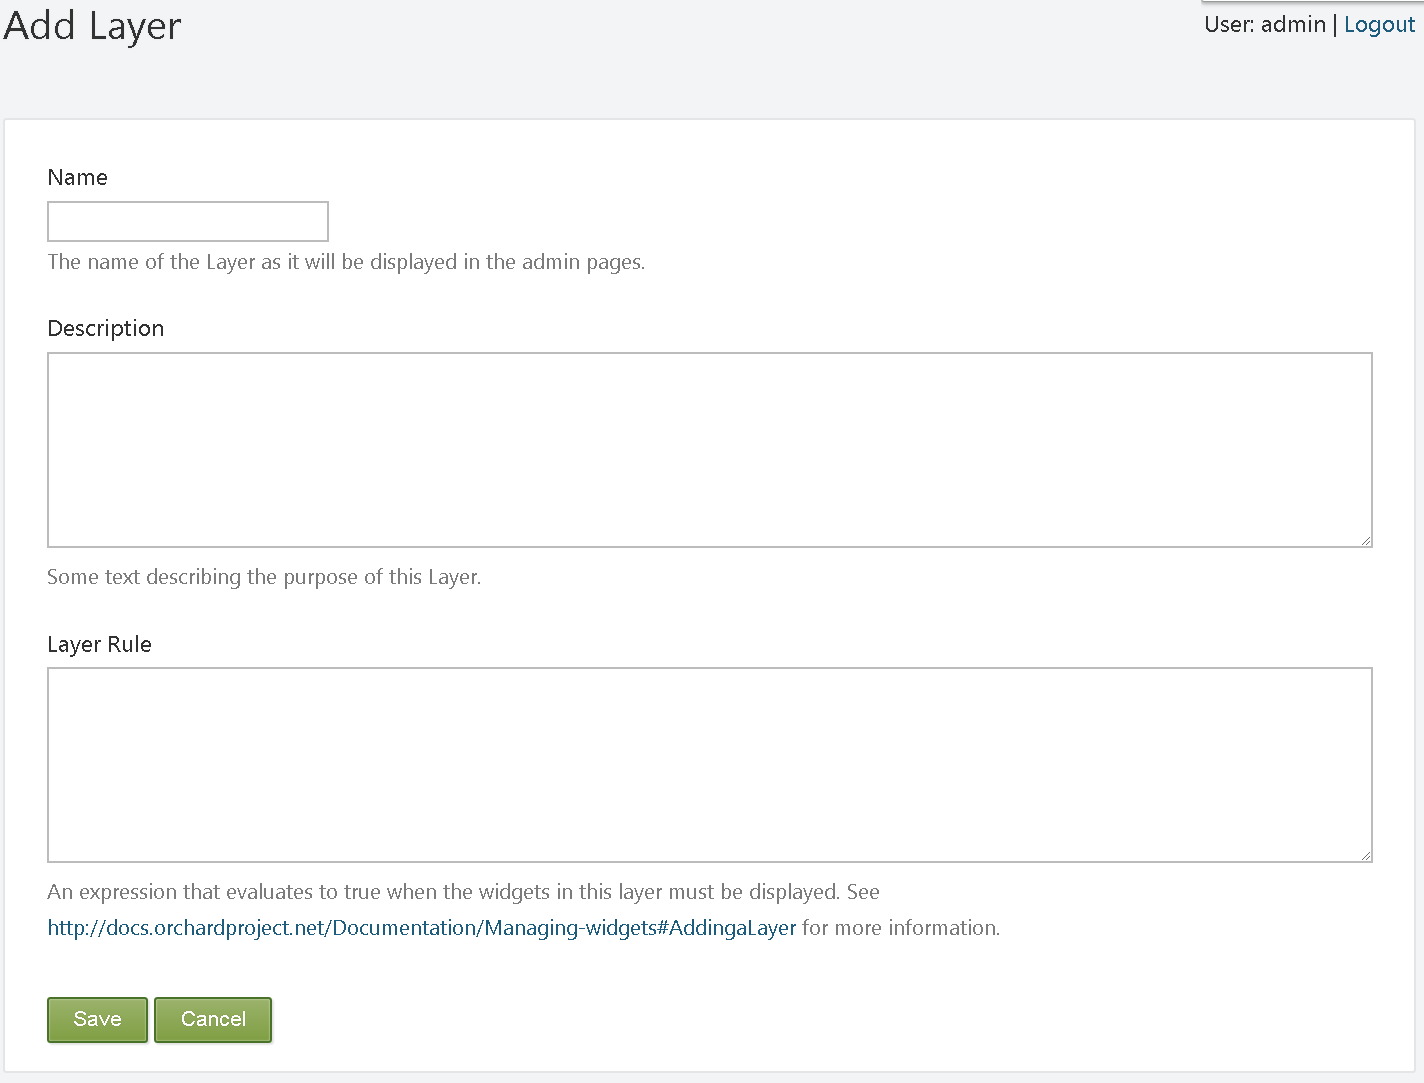 Add Layer
User: admin | Logout
Name
The name of the Layer as it will be displayed in the admin pages.
Description
Some text describing the purpose of this Layer.
Layer Rule
An expression that evaluates to true when the widgets in this layer must be displayed. See
http://docs.orchardproject.net/Documentation/Managing-widgets#AddingaLayer for more information.
Save
Cancel